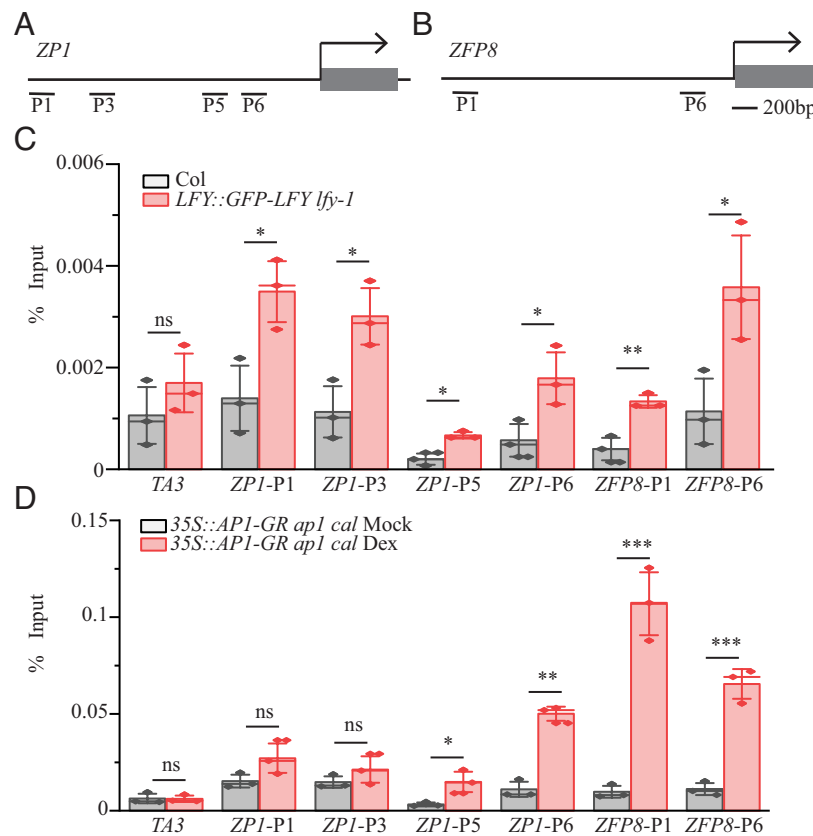 A
B
ZP1
ZFP8
P1 P3 P5 P6
P1 P6
200bp
C
% Input
0.006
0.004
0.002
0
Col
LFY::GFP-LFY lfy-1
ns * * * * ** *
TA3 ZP1-P1 ZP1-P3 ZP1-P5 ZP1-P6 ZFP8-P1 ZFP8-P6
D
% Input
0.15
0.1
0.05
0
35S::AP1-GR ap1 cal Mock
35S::AP1-GR ap1 cal Dex
ns ns ns * ** *** ***
TA3 ZP1-P1 ZP1-P3 ZP1-P5 ZP1-P6 ZFP8-P1 ZFP8-P6